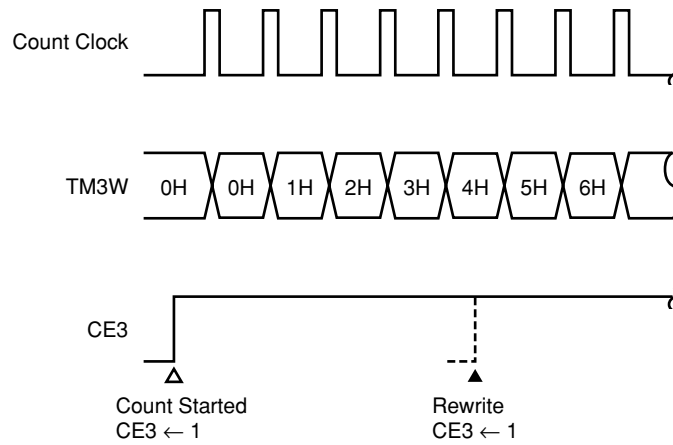 Count Clock
TM3W 0H 0H 1H 2H 3H 4H 5H 6H
CE3
Count Started Rewrite
CE3 ← 1 CE3 ← 1